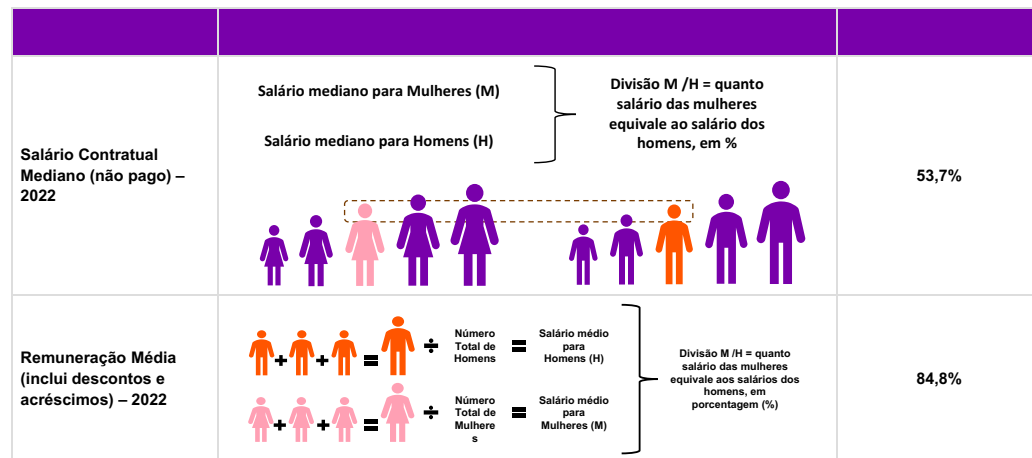 Salário mediano para Mulheres (M)
Salário mediano para Homens (H)
Divisão M /H = quanto
salário das mulheres
equivale ao salário dos
homens, em %
Salário Contratual
Mediano (não pago) –
2022
53,7%
Remuneração Média
(inclui descontos e
acréscimos) – 2022
+ + = ÷
Número
Total de
Homens
=
Salário médio
para
Homens (H)
+ + = ÷
Número
Total de
Mulhere
s
=
Salário médio
para
Mulheres (M)
Divisão M /H = quanto
salário das mulheres
equivale aos salários dos
homens, em
porcentagem (%)
84,8%